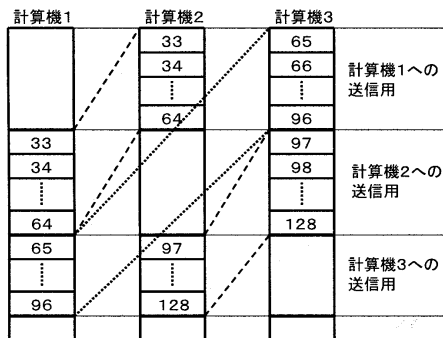 計算機1 計算機2 計算機3
33 65
34 66
64 96
計算機1への
送信用
33 97
34 98
64 128
計算機2への
送信用
65 97
96 128
計算機3への
送信用